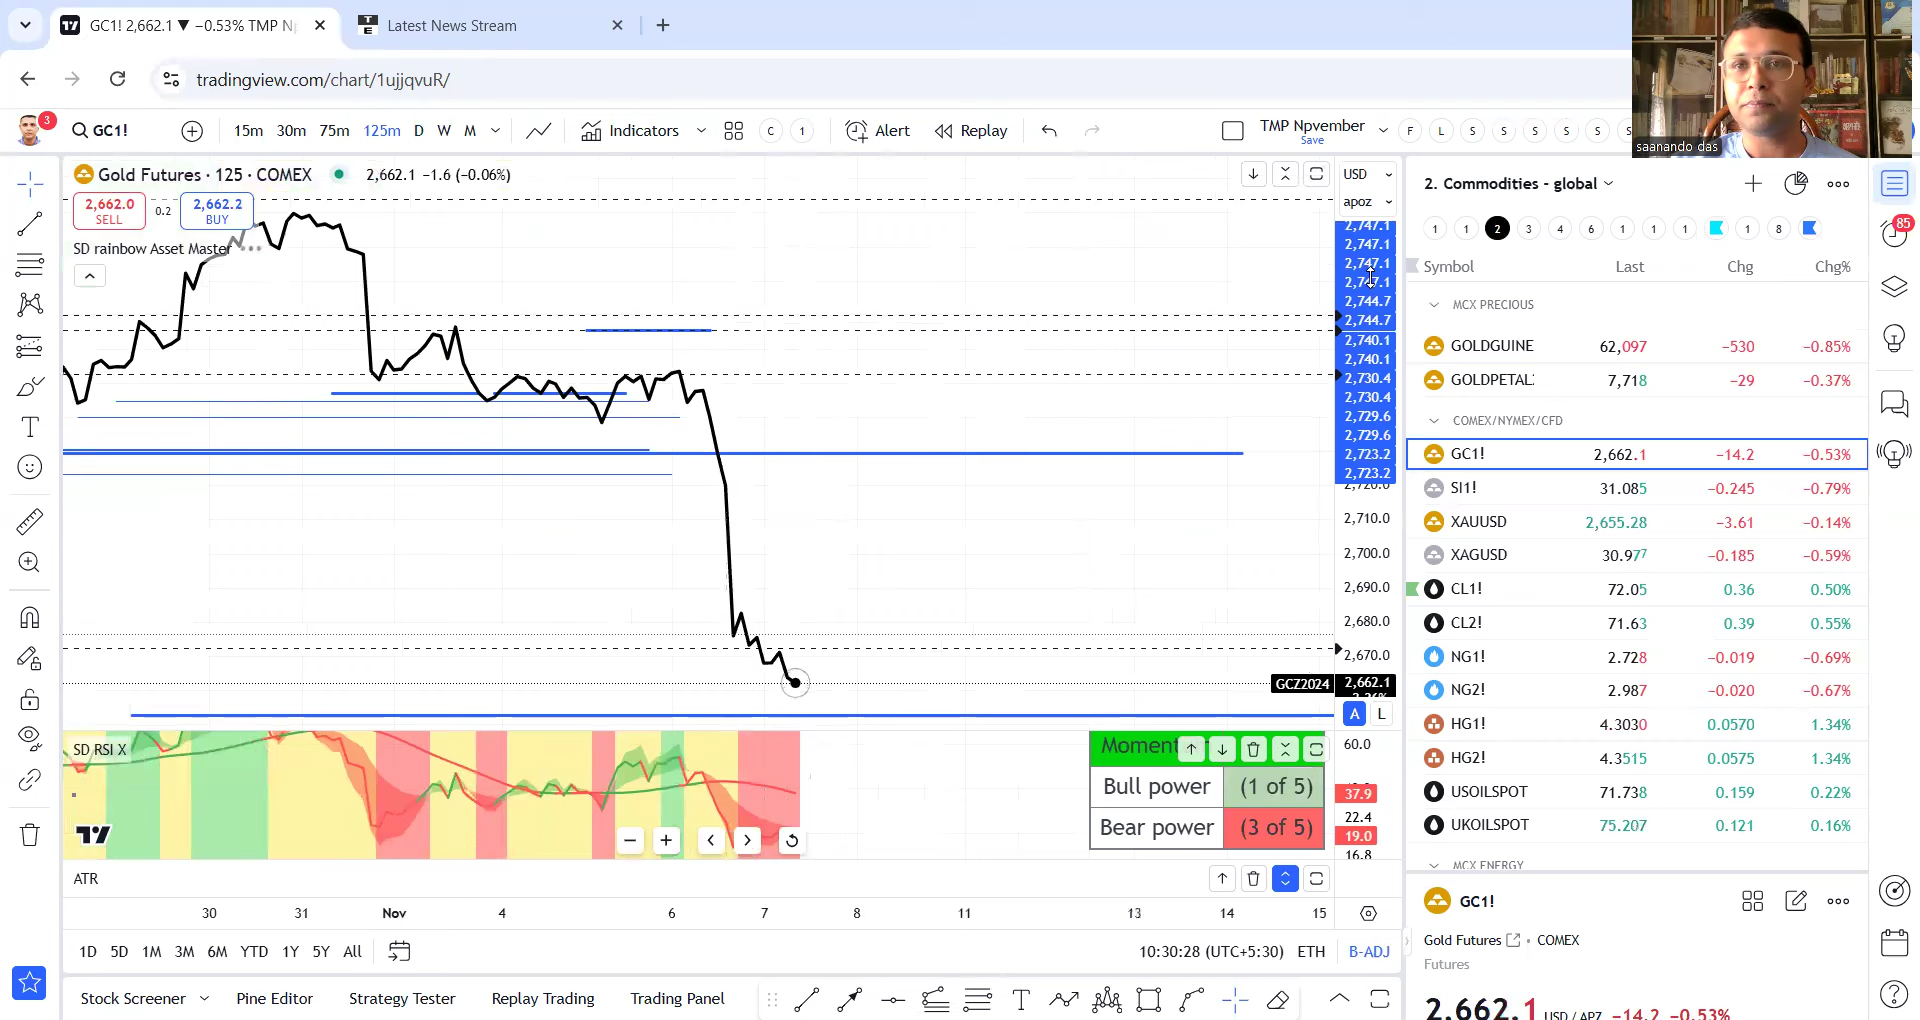 GC1! 2,662.1 ▼ −0.53% TMP N
Latest News Stream
tradingview.com/chart/1ujjqvuR/
3
GC1!
15m 30m 75m 125m D W M
Indicators
C 1
Alert
Replay
TMP Npvember
Save
F L S S S S S
saanando das
Gold Futures · 125 · COMEX 2,662.1 −1.6 (−0.06%)
2,662.0
SELL
0.2
2,662.2
BUY
SD rainbow Asset Master
USD
apoz
2,747.1
2,747.1
2,747.1
2,747.1
2,744.7
2,744.7
2,740.1
2,740.1
2,730.4
2,730.4
2,729.6
2,729.6
2,723.2
2,723.2
2,720.0
2,710.0
2,700.0
2,690.0
2,680.0
2,670.0
GCZ2024 2,662.1
A L
SD RSI X
Moment
Bull power (1 of 5)
Bear power (3 of 5)
60.0
37.9
22.4
19.0
16.8
ATR
30 31 Nov 4 6 7 8 11 13 14 15
1D 5D 1M 3M 6M YTD 1Y 5Y All
10:30:28 (UTC+5:30) ETH B-ADJ
Stock Screener Pine Editor Strategy Tester Replay Trading Trading Panel
2. Commodities - global
1 1 2 3 4 6 1 1 1 1 8
85
Symbol Last Chg Chg%
MCX PRECIOUS
GOLDGUINE 62,097 −530 −0.85%
GOLDPETAL 7,718 −29 −0.37%
COMEX/NYMEX/CFD
GC1! 2,662.1 −14.2 −0.53%
SI1! 31.085 −0.245 −0.79%
XAUUSD 2,655.28 −3.61 −0.14%
XAGUSD 30.977 −0.185 −0.59%
CL1! 72.05 0.36 0.50%
CL2! 71.63 0.39 0.55%
NG1! 2.728 −0.019 −0.69%
NG2! 2.987 −0.020 −0.67%
HG1! 4.3030 0.0570 1.34%
HG2! 4.3515 0.0575 1.34%
USOILSPOT 71.738 0.159 0.22%
UKOILSPOT 75.207 0.121 0.16%
MCX ENERGY
GC1!
Gold Futures • COMEX
Futures
2,662.1 USD / APZ −14.2 −0.53%